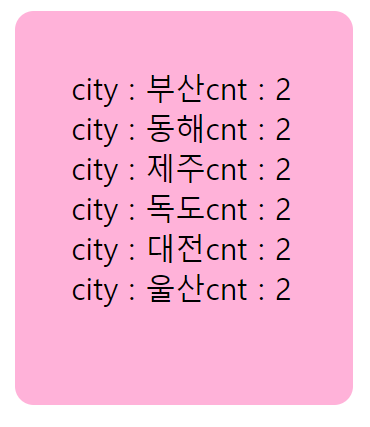 city : 부산cnt : 2
city : 동해cnt : 2
city : 제주cnt : 2
city : 독도cnt : 2
city : 대전cnt : 2
city : 울산cnt : 2